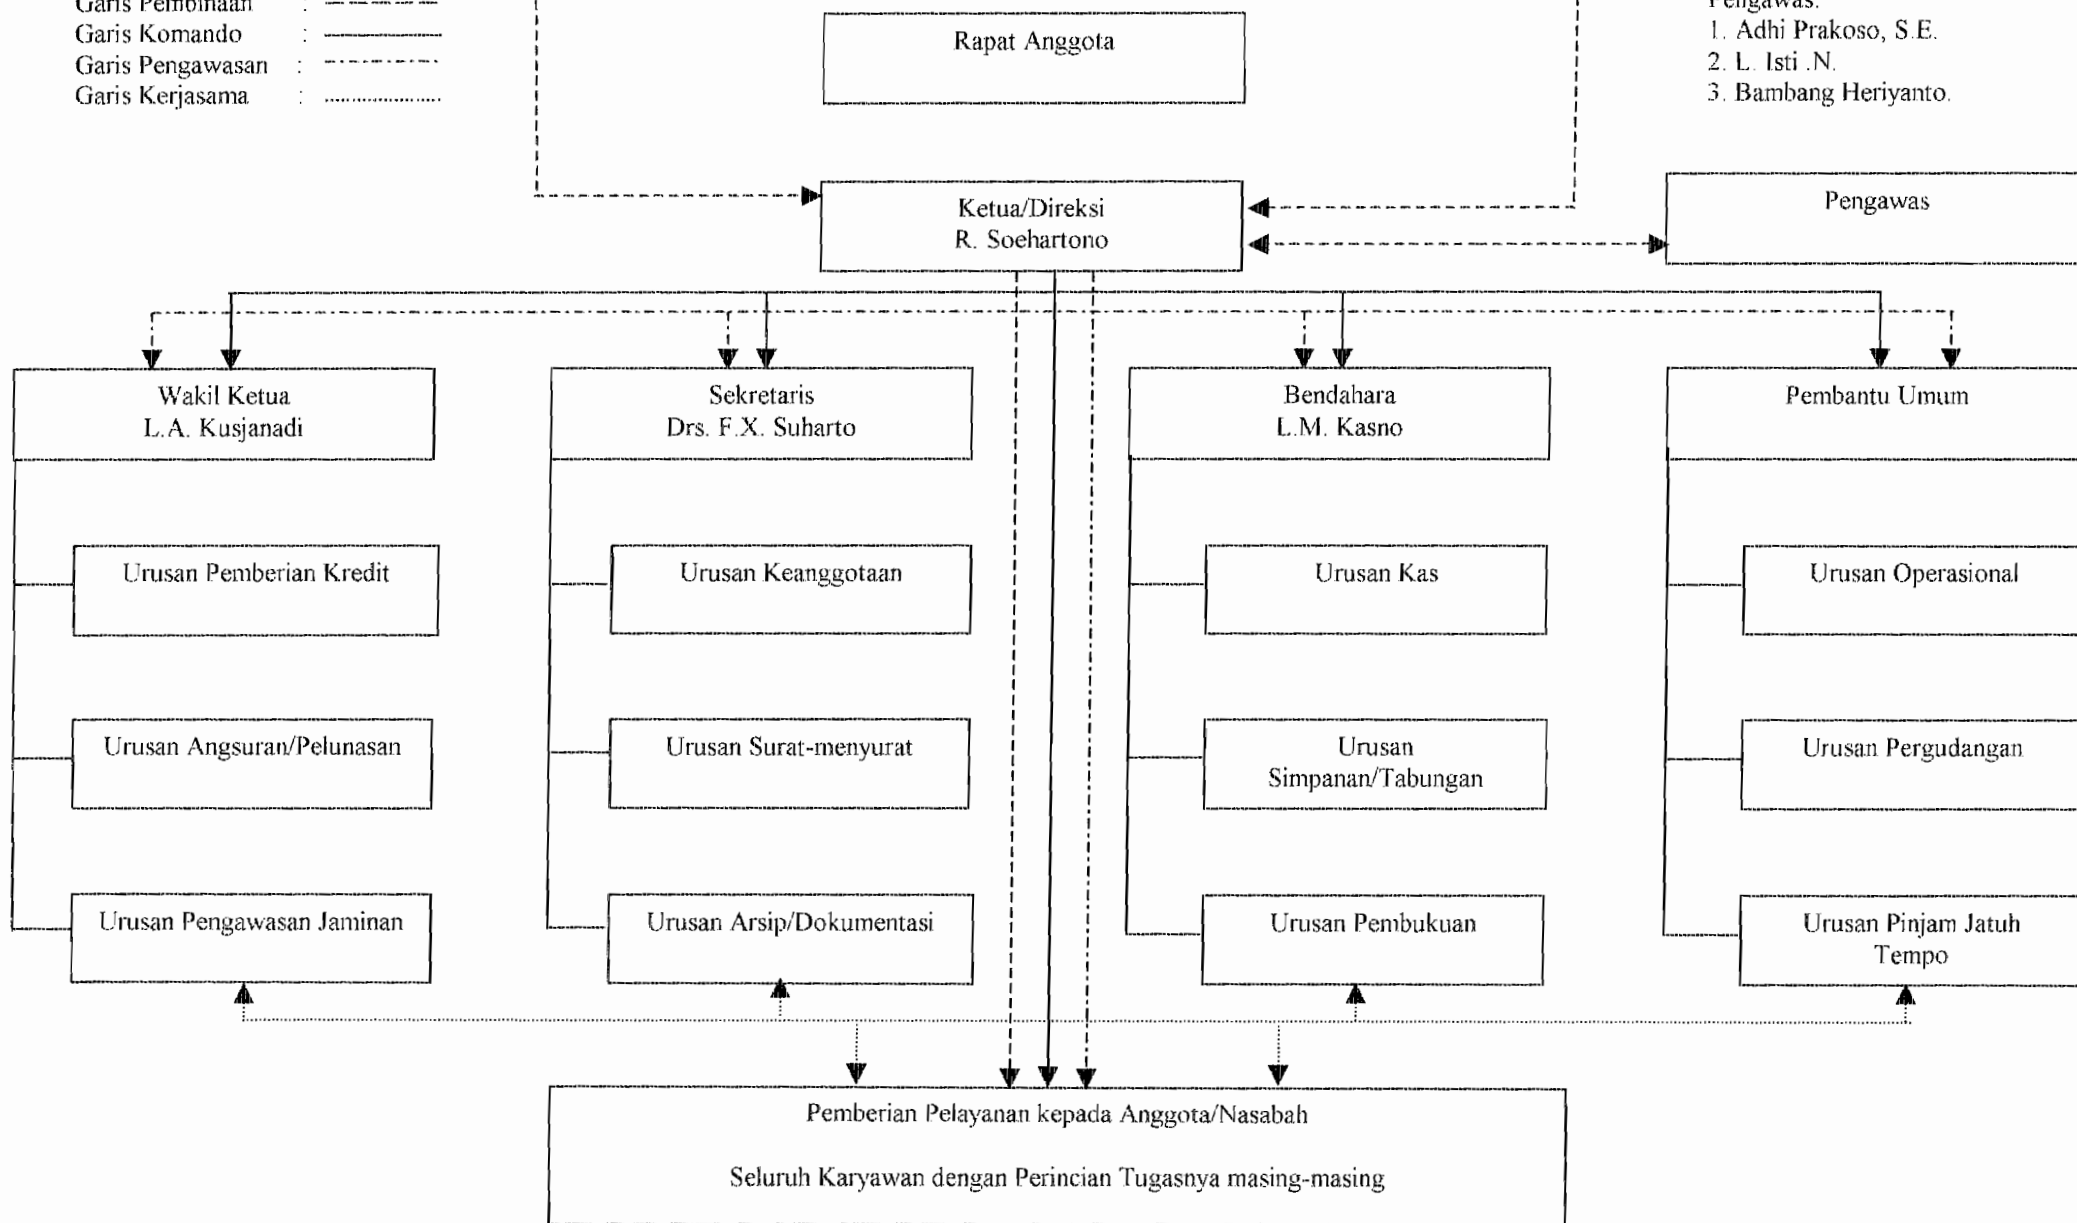 Garis Pembinaan : 
Garis Komando :
Garis Pengawasan :
Garis Kerjasama :
Rapat Anggota
Pengawas:
1. Adhi Prakoso, S.E.
2. L. Isti .N.
3. Bambang Heriyanto.
Ketua/Direksi
R. Soehartono
Pengawas
Wakil Ketua
L.A. Kusjanadi
Sekretaris
Drs. F.X. Suharto
Bendahara
L.M. Kasno
Pembantu Umum
Urusan Pemberian Kredit
Urusan Keanggotaan
Urusan Kas
Urusan Operasional
Urusan Angsuran/Pelunasan
Urusan Surat-menyurat
Urusan
Simpanan/Tabungan
Urusan Pergudangan
Urusan Pengawasan Jaminan
Urusan Arsip/Dokumentasi
Urusan Pembukuan
Urusan Pinjam Jatuh
Tempo
Pemberian Pelayanan kepada Anggota/Nasabah
Seluruh Karyawan dengan Perincian Tugasnya masing-masing